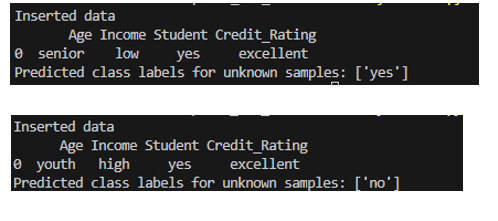 Inserted data
Age Income Student Credit_Rating
0 senior low yes excellent
Predicted class labels for unknown samples: ['yes']
Inserted data
Age Income Student Credit_Rating
0 youth high yes excellent
Predicted class labels for unknown samples: ['no']